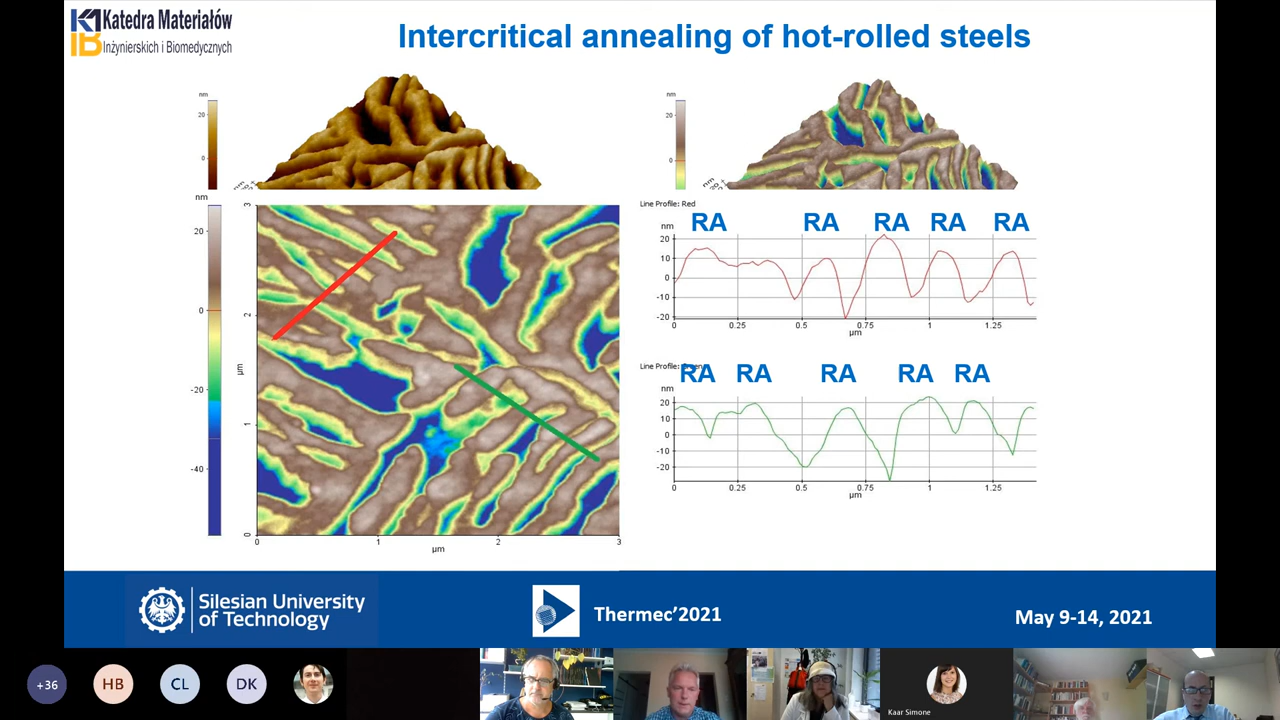 Katedra Materiałów
Inżynierskich i Biomedycznych
Intercritical annealing of hot-rolled steels
nm
20
0
nm
20
0
nm
20
0
-20
-40
3
2
µm
1
0
0
1
2
3
µm
Line Profile: Red
RA RA RA RA RA
nm
20
10
0
-10
-20
0 0.25 0.5 0.75 1 1.25
µm
Line Profile:
RA RA RA RA RA
nm
20
10
0
-10
-20
0 0.25 0.5 0.75 1 1.25
µm
Silesian University
of Technology
Thermec'2021
May 9-14, 2021
+36
HB
CL
DK
Kaar Simone